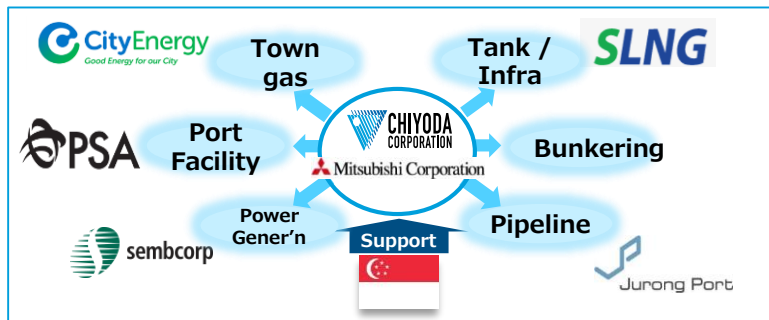 CityEnergy
Good Energy for our City
Town
gas
Tank /
Infra
SLNG
PSA
Port
Facility
CHIYODA
CORPORATION
Mitsubishi Corporation
Bunkering
sembcorp
Power
Gener'n
Support
Pipeline
Jurong Port